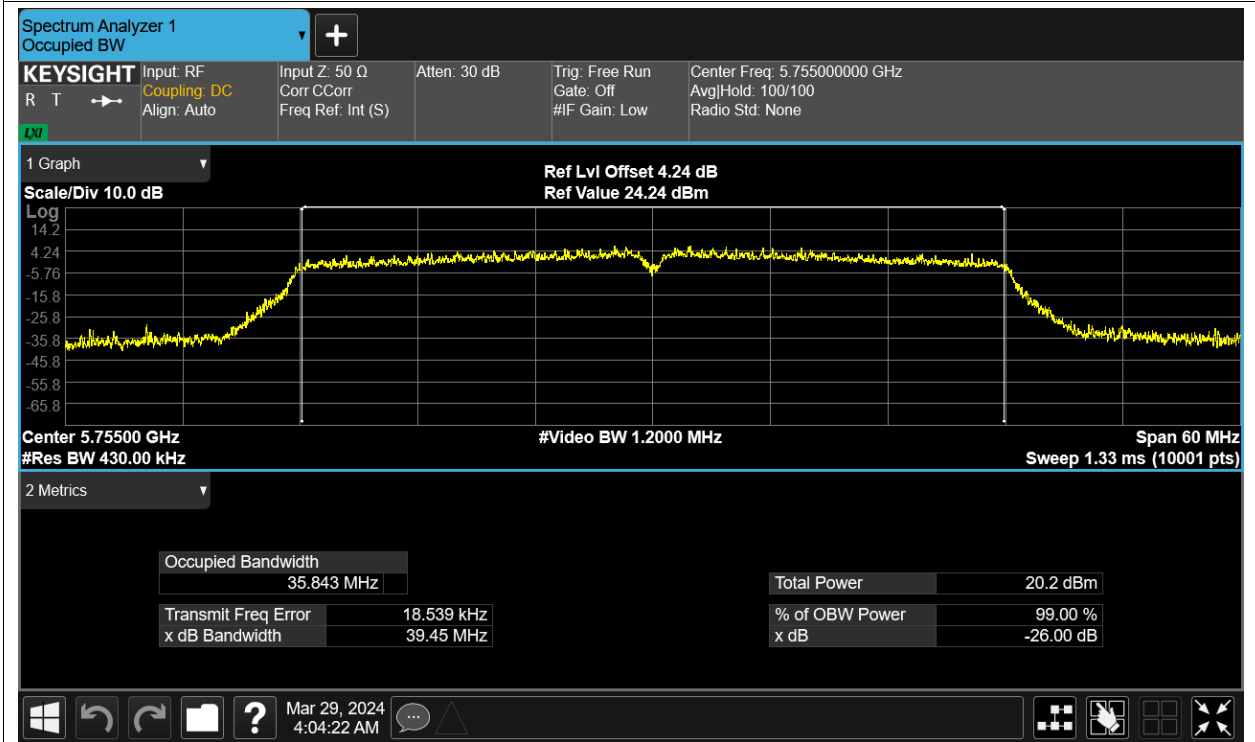 Spectrum Analyzer 1
Occupied BW
KEYSIGHT
R T
LXI
Input: RF
Coupling: DC
Align: Auto
Input Z: 50 Ω
Corr CCorr
Freq Ref: Int (S)
Atten: 30 dB
Trig: Free Run
Gate: Off
#IF Gain: Low
Center Freq: 5.755000000 GHz
Avg|Hold: 100/100
Radio Std: None
1 Graph
Scale/Div 10.0 dB
Ref Lvl Offset 4.24 dB
Ref Value 24.24 dBm
Log
14.2
4.24
-5.76
-15.8
-25.8
-35.8
-45.8
-55.8
-65.8
Center 5.75500 GHz
#Video BW 1.2000 MHz
Span 60 MHz
#Res BW 430.00 kHz
Sweep 1.33 ms (10001 pts)
2 Metrics
Occupied Bandwidth
35.843 MHz
Total Power 20.2 dBm
Transmit Freq Error 18.539 kHz
% of OBW Power 99.00 %
x dB Bandwidth 39.45 MHz
x dB -26.00 dB
?
Mar 29, 2024
4:04:22 AM